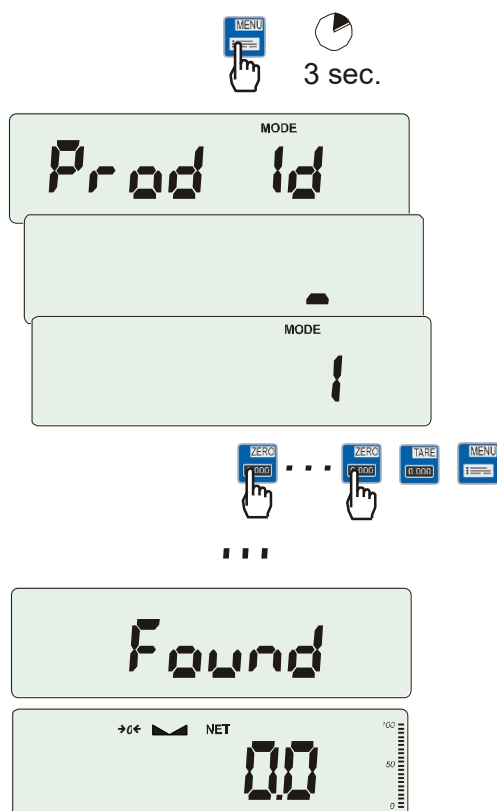 MENU
3 sec.
MODE
Prod Id
_
MODE
1
ZERO 0.000 ... ZERO 0.000 TARE 0.000 MENU
...
Found
→0← NET 100
0.0 50
0